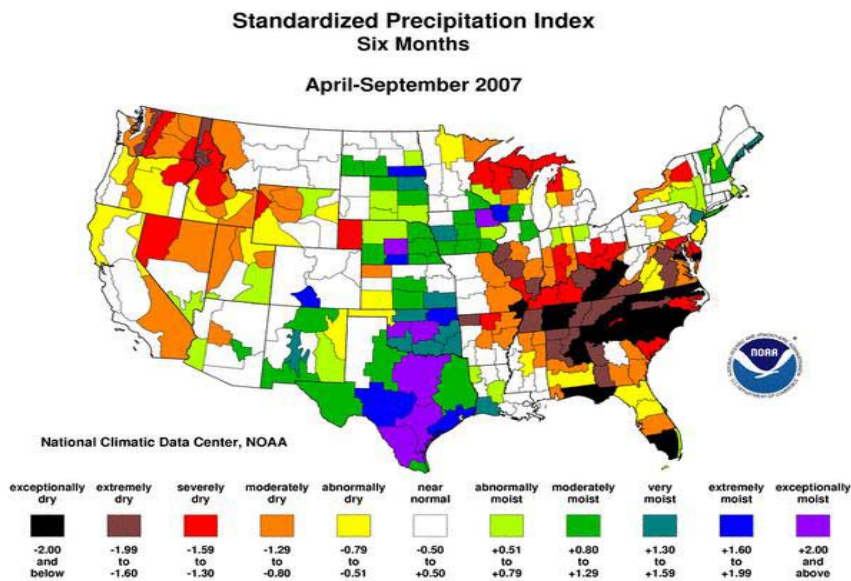 Standardized Precipitation Index
Six Months
April-September 2007
NOAA
National Climatic Data Center, NOAA
exceptionally dry
extremely dry
severely dry
moderately dry
abnormally dry
near normal
abnormally moist
moderately moist
very moist
extremely moist
exceptionally moist
-2.00 and below
-1.99 to -1.60
-1.59 to -1.30
-1.29 to -0.80
-0.79 to -0.51
-0.50 to +0.50
+0.51 to +0.79
+0.80 to +1.29
+1.30 to +1.59
+1.60 to +1.99
+2.00 and above